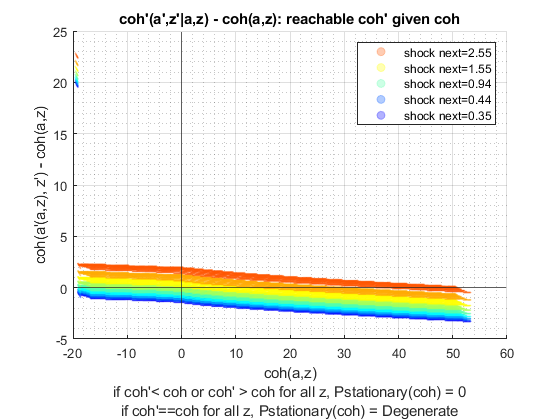 coh'(a',z'|a,z) - coh(a,z): reachable coh' given coh
25
20
15
10
5
0
-5
coh(a'(a,z), z') - coh(a,z)
shock next=2.55
shock next=1.55
shock next=0.94
shock next=0.44
shock next=0.35
-20 -10 0 10 20 30 40 50 60
coh(a,z)
if coh'< coh or coh' > coh for all z, Pstationary(coh) = 0
if coh'==coh for all z, Pstationary(coh) = Degenerate